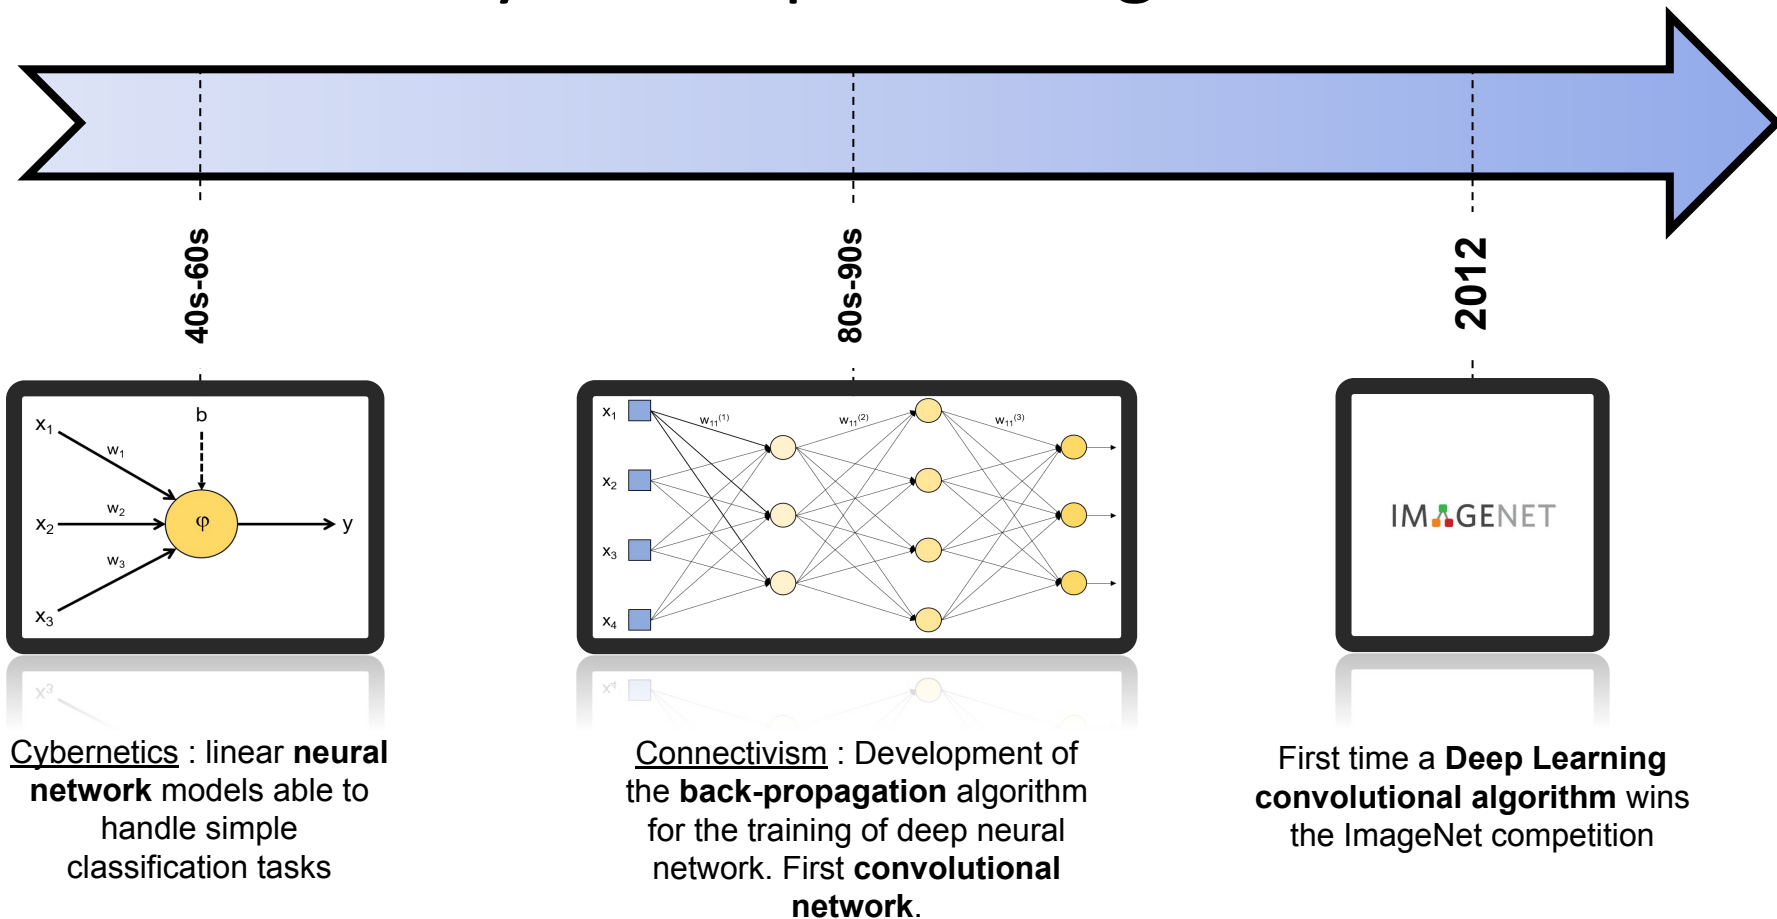 40s-60s
80s-90s
2012
x1
x2
x3
w1
w2
w3
b
φ
y
x1
x2
x3
x4
w11(1)
w11(2)
w11(3)
IMAGENET
Cybernetics : linear neural
network models able to
handle simple
classification tasks
Connectivism : Development of
the back-propagation algorithm
for the training of deep neural
network. First convolutional
network.
First time a Deep Learning
convolutional algorithm wins
the ImageNet competition